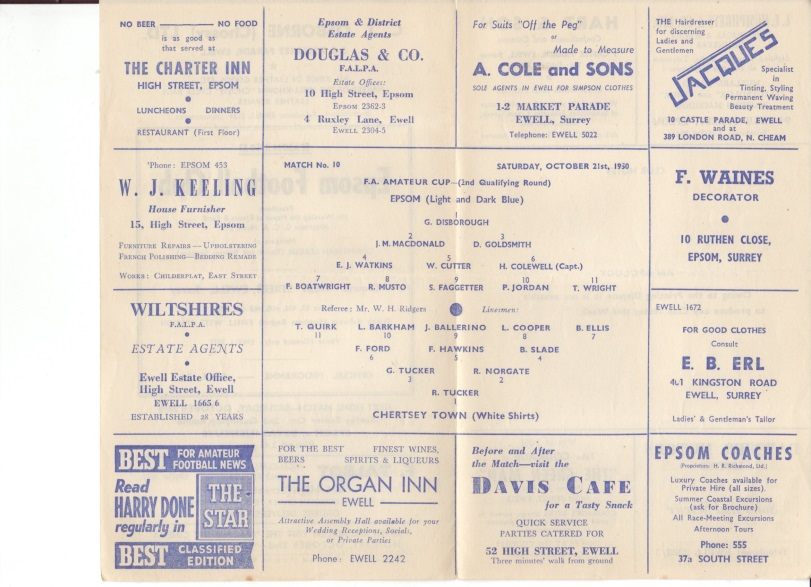 NO BEER —— NO FOOD
is as good as
that served at
THE CHARTER INN
HIGH STREET, EPSOM
LUNCHEONS DINNERS
RESTAURANT (First Floor)
Epsom & District
Estate Agents
DOUGLAS & CO.
F.A.L.P.A.
Estate Offices:
10 High Street, Epsom
EPSOM 2362-3
4 Ruxley Lane, Ewell
EWELL 2304-5
For Suits "Off the Peg"
or
Made to Measure
A. COLE and SONS
SOLE AGENTS IN EWELL FOR SIMPSON CLOTHES
1-2 MARKET PARADE
EWELL, Surrey
Telephone: EWELL 5022
THE Hairdresser
for discerning
Ladies and
Gentlemen
JACQUES
Specialist
in
Tinting, Styling
Permanent Waving
Beauty Treatment
10 CASTLE PARADE, EWELL
and at
389 LONDON ROAD, N. CHEAM
'Phone: EPSOM 453
W. J. KEELING
House Furnisher
15, High Street, Epsom
FURNITURE REPAIRS — UPHOLSTERING
FRENCH POLISHING—BEDDING REMADE
WORKS: CHILDERPLAT, EAST STREET
MATCH No. 10 SATURDAY, OCTOBER 21st, 1950
F.A. AMATEUR CUP—(2nd Qualifying Round)
EPSOM (Light and Dark Blue)
1
G. DISBOROUGH
2 3
J. M. MACDONALD D. GOLDSMITH
4 5 6
E. J. WATKINS W. CUTTER H. COLEWELL (Capt.)
7 8 9 10 11
F. BOATWRIGHT R. MUSTO S. FAGGETTER P. JORDAN T. WRIGHT
Referee: Mr. W. H. Ridgers Linesmen:
T. QUIRK L. BARKHAM J. BALLERINO L. COOPER B. ELLIS
11 10 9 8 7
F. FORD F. HAWKINS B. SLADE
6 5 4
G. TUCKER R. NORGATE
3 2
R. TUCKER
1
CHERTSEY TOWN (White Shirts)
F. WAINES
DECORATOR
10 RUTHEN CLOSE,
EPSOM, SURREY
WILTSHIRES
F.A.L.P.A.
ESTATE AGENTS
Ewell Estate Office,
High Street, Ewell
EWELL 1665/6
ESTABLISHED 28 YEARS
EWELL 1672
FOR GOOD CLOTHES
Consult
E. B. ERL
401 KINGSTON ROAD
EWELL, SURREY
Ladies' & Gentleman's Tailor
BEST FOR AMATEUR
FOOTBALL NEWS
Read
HARRY DONE
regularly in
THE
STAR
BEST CLASSIFIED
EDITION
FOR THE BEST FINEST WINES,
BEERS SPIRITS & LIQUEURS
THE ORGAN INN
EWELL
Attractive Assembly Hall available for your
Wedding Receptions, Socials,
or Private Parties
Phone: EWELL 2242
Before and After
the Match—visit the
DAVIS CAFE
for a Tasty Snack
QUICK SERVICE
PARTIES CATERED FOR
52 HIGH STREET, EWELL
Three minutes' walk from ground
EPSOM COACHES
(Proprietors: H. R. Richmond, Ltd.)
Luxury Coaches available for
Private Hire (all sizes).
Summer Coastal Excursions
(ask for Brochure)
All Race-Meeting Excursions
Afternoon Tours
Phone: 555
37a SOUTH STREET